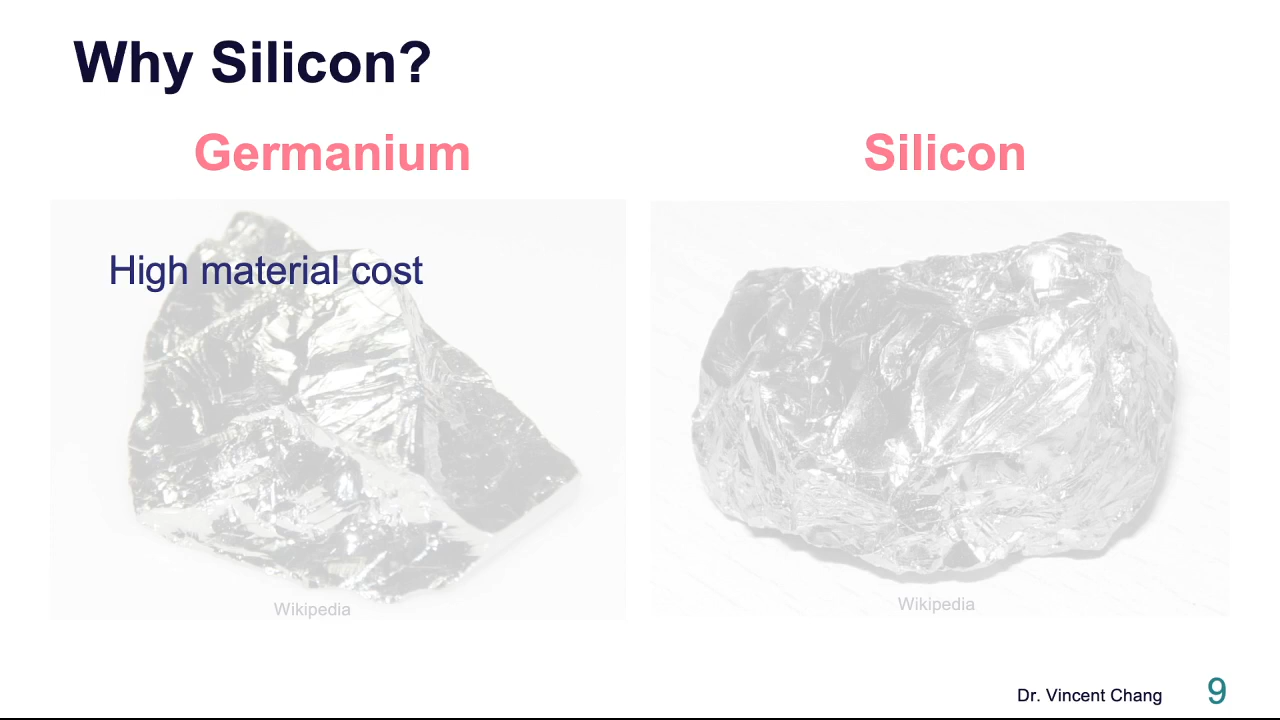 Why Silicon?
Germanium
Silicon
High material cost
Wikipedia
Wikipedia
Dr. Vincent Chang
9